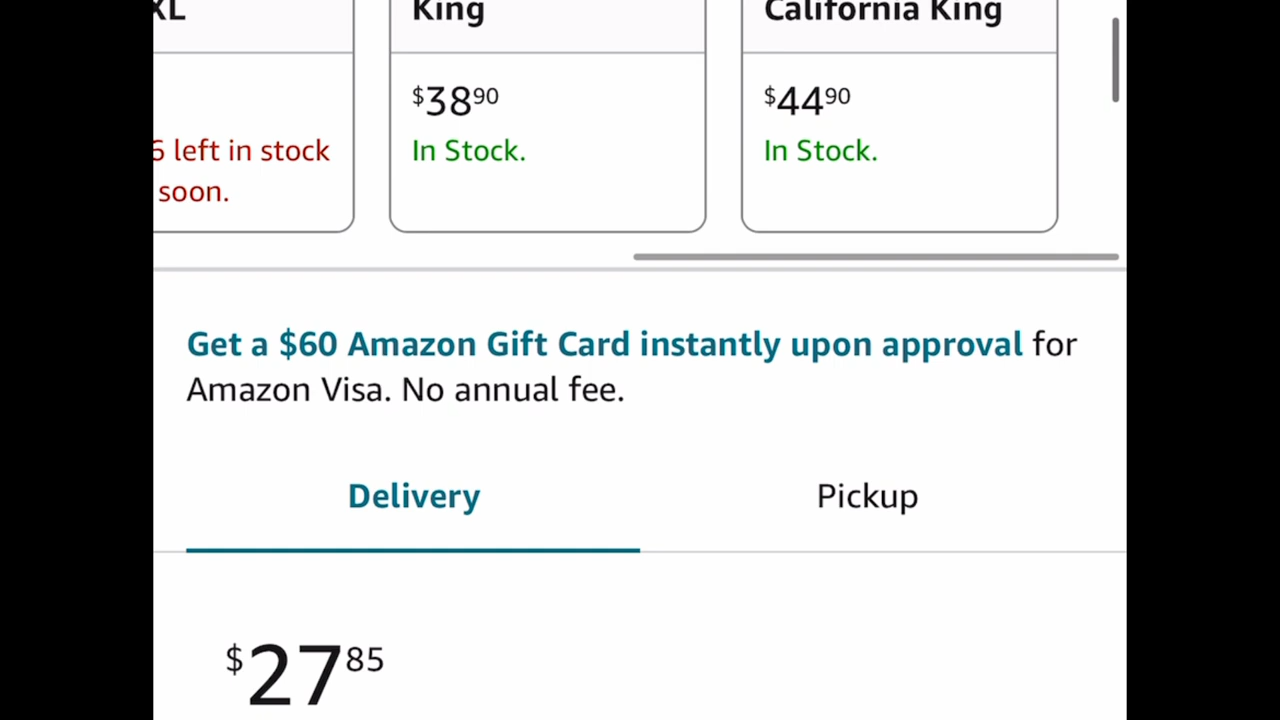 XL
King
California King
$38.90
$44.90
6 left in stock
In Stock.
In Stock.
soon.
Get a $60 Amazon Gift Card instantly upon approval for
Amazon Visa. No annual fee.
Delivery
Pickup
$27.85